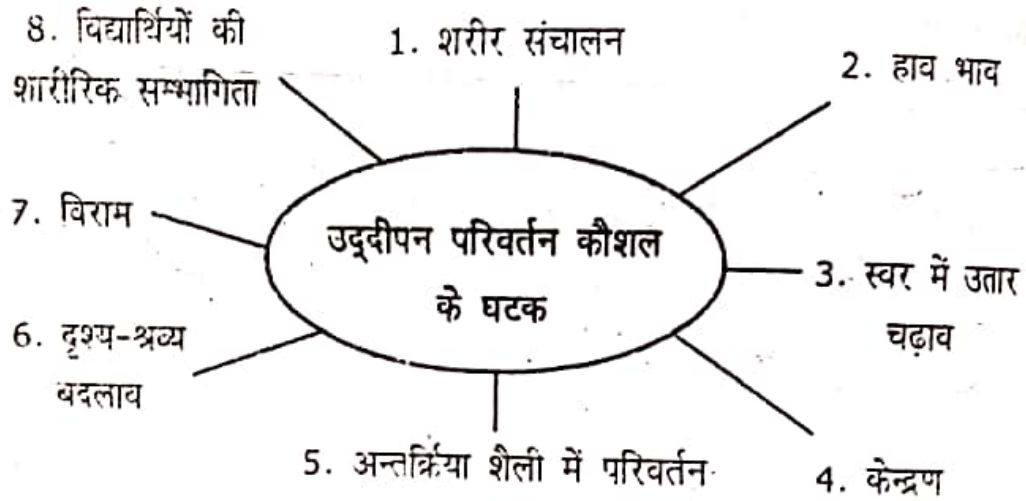 उद्दीपन परिवर्तन कौशल
के घटक
1. शरीर संचालन
2. हाव भाव
3. स्वर में उतार
चढ़ाव
4. केन्द्रण
5. अन्तर्क्रिया शैली में परिवर्तन
6. दृश्य-श्रव्य
बदलाव
7. विराम
8. विद्यार्थियों की
शारीरिक सम्भागिता